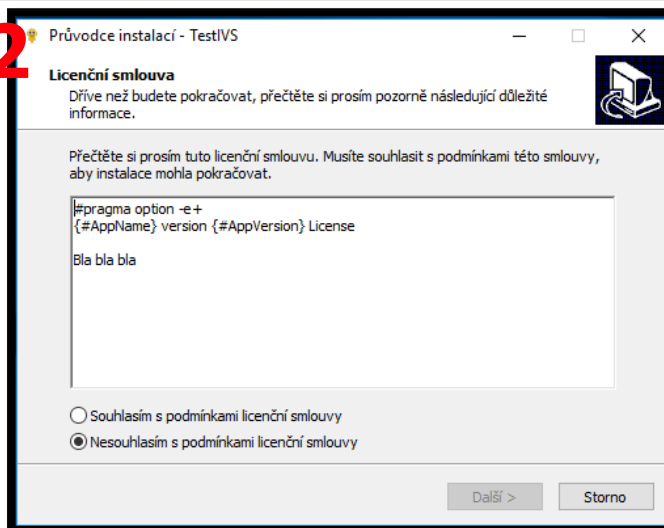 2
Průvodce instalací - TestIVS
Licenční smlouva
Dříve než budete pokračovat, přečtěte si prosím pozorně následující důležité
informace.
Přečtěte si prosím tuto licenční smlouvu. Musíte souhlasit s podmínkami této smlouvy,
aby instalace mohla pokračovat.
#pragma option -e+
{#AppName} version {#AppVersion} License
Bla bla bla
Souhlasím s podmínkami licenční smlouvy
Nesouhlasím s podmínkami licenční smlouvy
Další >
Storno